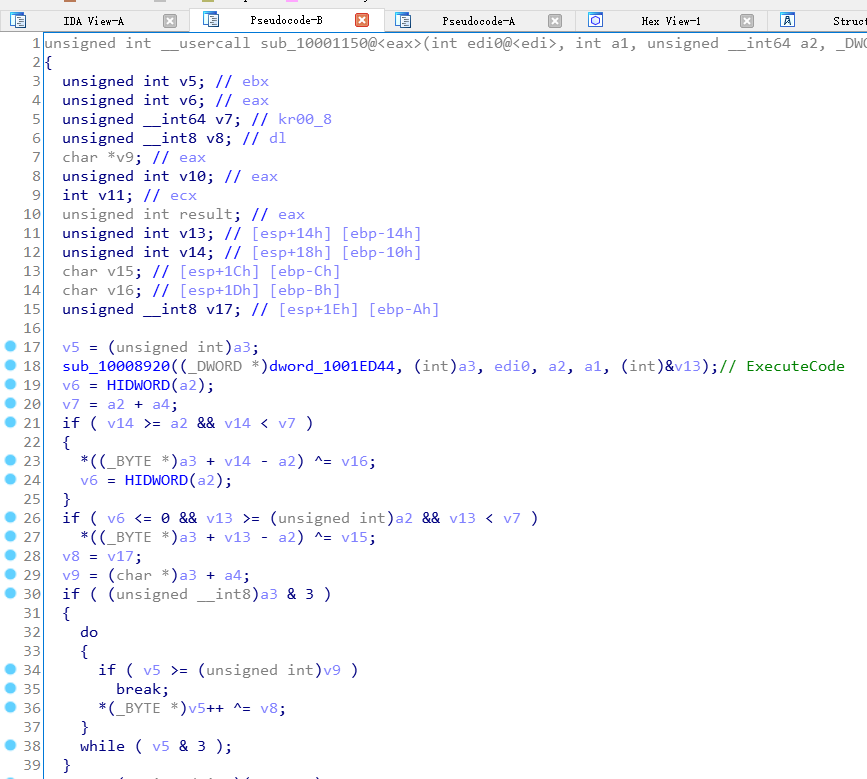 IDA View-A
Pseudocode-B
Pseudocode-A
Hex View-1
Struct
1 unsigned int __usercall sub_10001150@<eax>(int edi0@<edi>, int a1, unsigned __int64 a2, _DWO
2 {
3 unsigned int v5; // ebx
4 unsigned int v6; // eax
5 unsigned __int64 v7; // kr00_8
6 unsigned __int8 v8; // dl
7 char *v9; // eax
8 unsigned int v10; // eax
9 int v11; // ecx
10 unsigned int result; // eax
11 unsigned int v13; // [esp+14h] [ebp-14h]
12 unsigned int v14; // [esp+18h] [ebp-10h]
13 char v15; // [esp+1Ch] [ebp-Ch]
14 char v16; // [esp+1Dh] [ebp-Bh]
15 unsigned __int8 v17; // [esp+1Eh] [ebp-Ah]
16
17 v5 = (unsigned int)a3;
18 sub_10008920((_DWORD *)dword_1001ED44, (int)a3, edi0, a2, a1, (int)&v13);// ExecuteCode
19 v6 = HIDWORD(a2);
20 v7 = a2 + a4;
21 if ( v14 >= a2 && v14 < v7 )
22 {
23 *((_BYTE *)a3 + v14 - a2) ^= v16;
24 v6 = HIDWORD(a2);
25 }
26 if ( v6 <= 0 && v13 >= (unsigned int)a2 && v13 < v7 )
27 *((_BYTE *)a3 + v13 - a2) ^= v15;
28 v8 = v17;
29 v9 = (char *)a3 + a4;
30 if ( (unsigned __int8)a3 & 3 )
31 {
32 do
33 {
34 if ( v5 >= (unsigned int)v9 )
35 break;
36 *(_BYTE *)v5++ ^= v8;
37 }
38 while ( v5 & 3 );
39 }